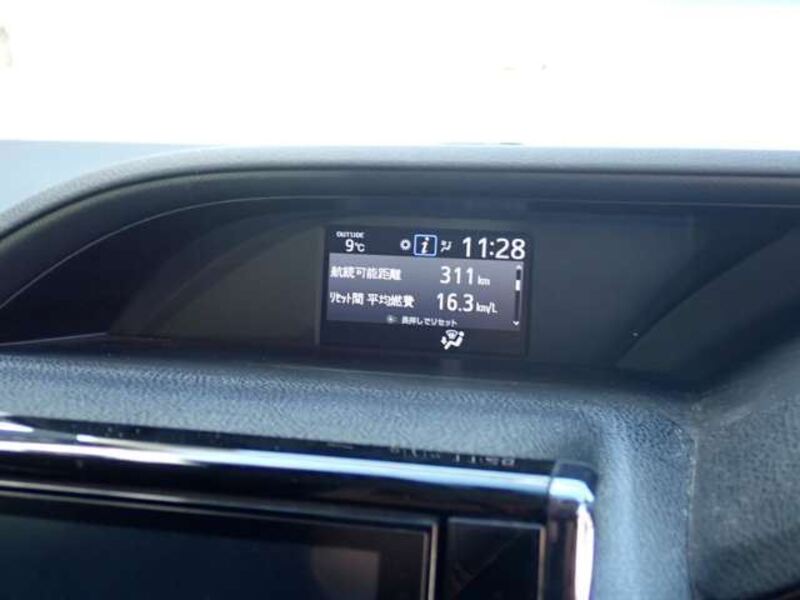 OUTSIDE
9℃ i 11:28
航続可能距離 311 km
リセット間 平均燃費 16.3 km/L
長押しでリセット